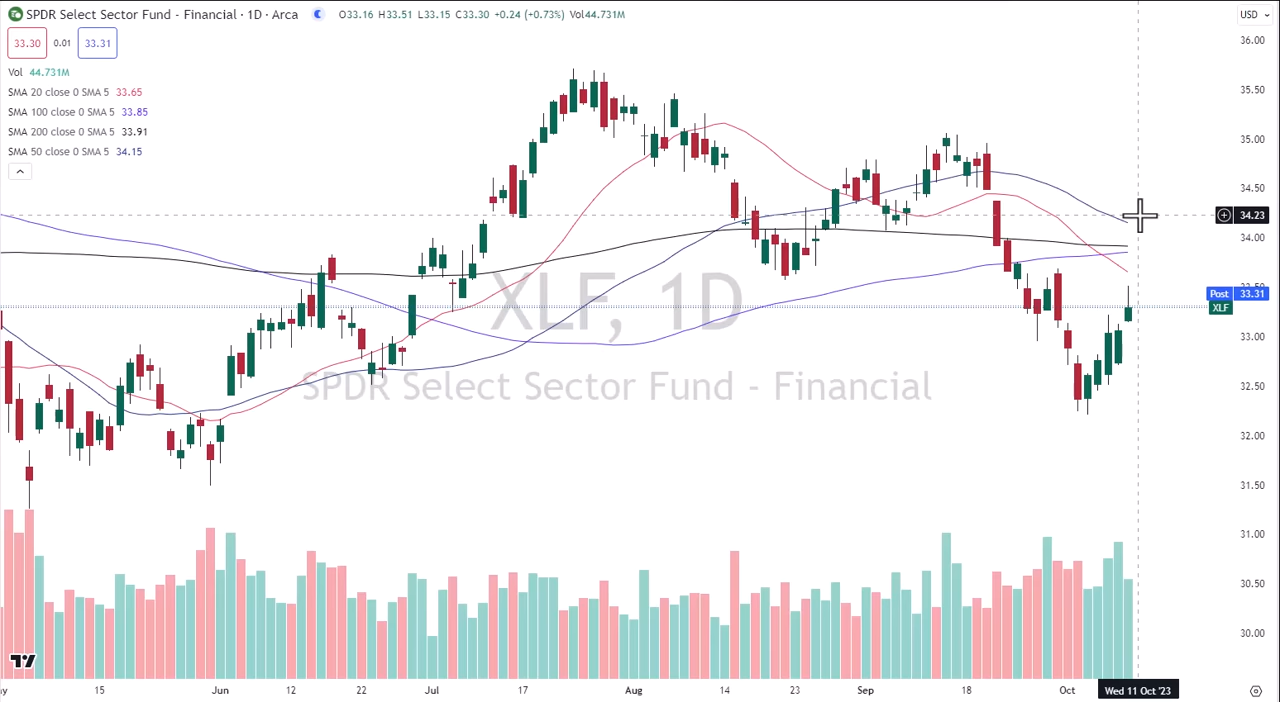 SPDR Select Sector Fund - Financial · 1D · Arca O33.16 H33.51 L33.15 C33.30 +0.24 (+0.73%) Vol44.731M
USD
33.30 0.01 33.31
Vol 44.731M
SMA 20 close 0 SMA 5 33.65
SMA 100 close 0 SMA 5 33.85
SMA 200 close 0 SMA 5 33.91
SMA 50 close 0 SMA 5 34.15
36.00
35.50
35.00
34.50
34.23
34.00
Post 33.31
XLF
33.00
32.50
32.00
31.50
31.00
30.50
30.00
XLF, 1D
SPDR Select Sector Fund - Financial
15 Jun 12 22 Jul 17 Aug 14 23 Sep 18 Oct Wed 11 Oct '23